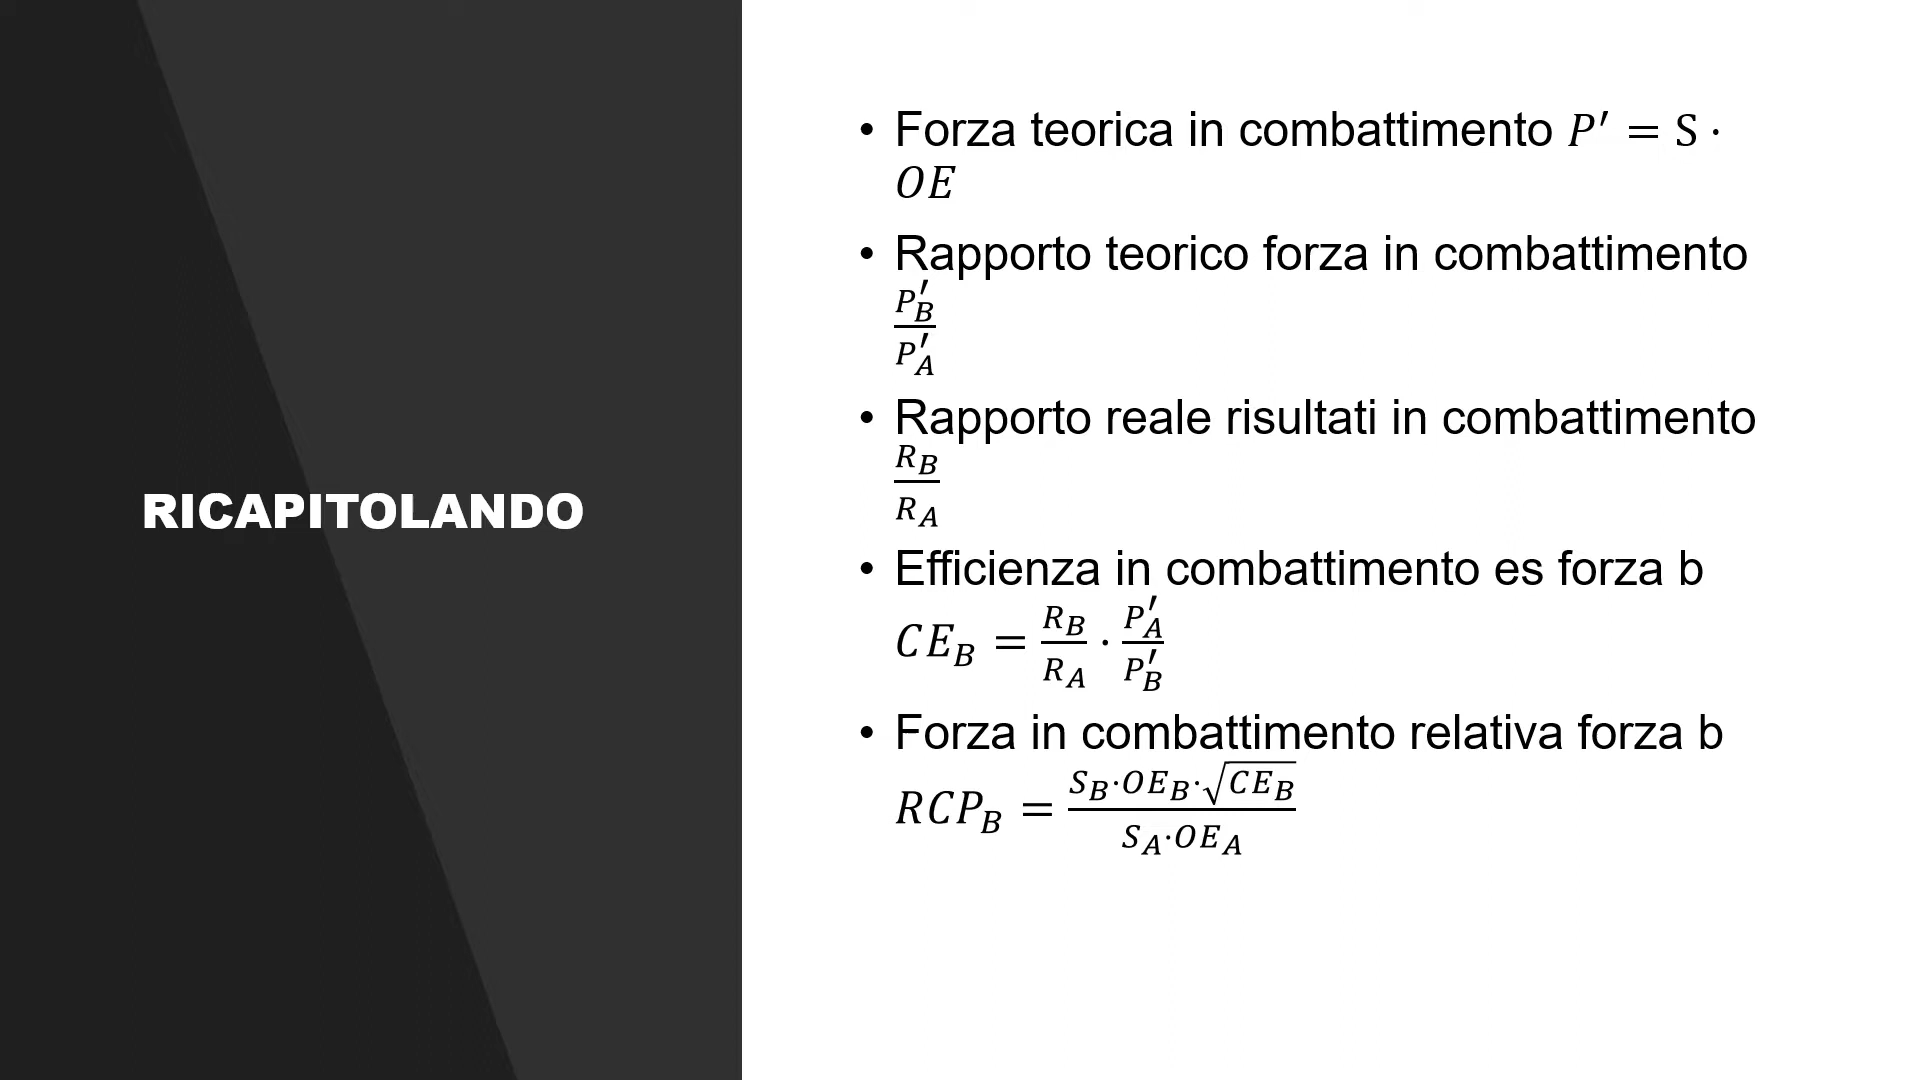 RICAPITOLANDO
• Forza teorica in combattimento P′ = S ·
OE
• Rapporto teorico forza in combattimento
P′_B / P′_A
• Rapporto reale risultati in combattimento
R_B / R_A
• Efficienza in combattimento es forza b
CE_B = R_B / R_A · P′_A / P′_B
• Forza in combattimento relativa forza b
RCP_B = S_B·OE_B·√CE_B / S_A·OE_A